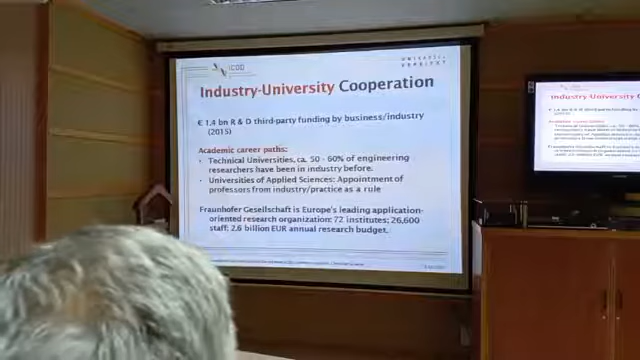 ICDD
Industry-University Cooperation
€ 1,4 bn R & D third-party funding by business/industry
(2015)
Academic career paths:
• Technical Universities, ca. 50 - 60% of engineering
researchers have been in industry before.
• Universities of Applied Sciences: Appointment of
professors from industry/practice as a rule
Fraunhofer Gesellschaft is Europe's leading application-
oriented research organization: 72 institutes; 26,600
staff; 2,6 billion EUR annual research budget.
Industry-University C